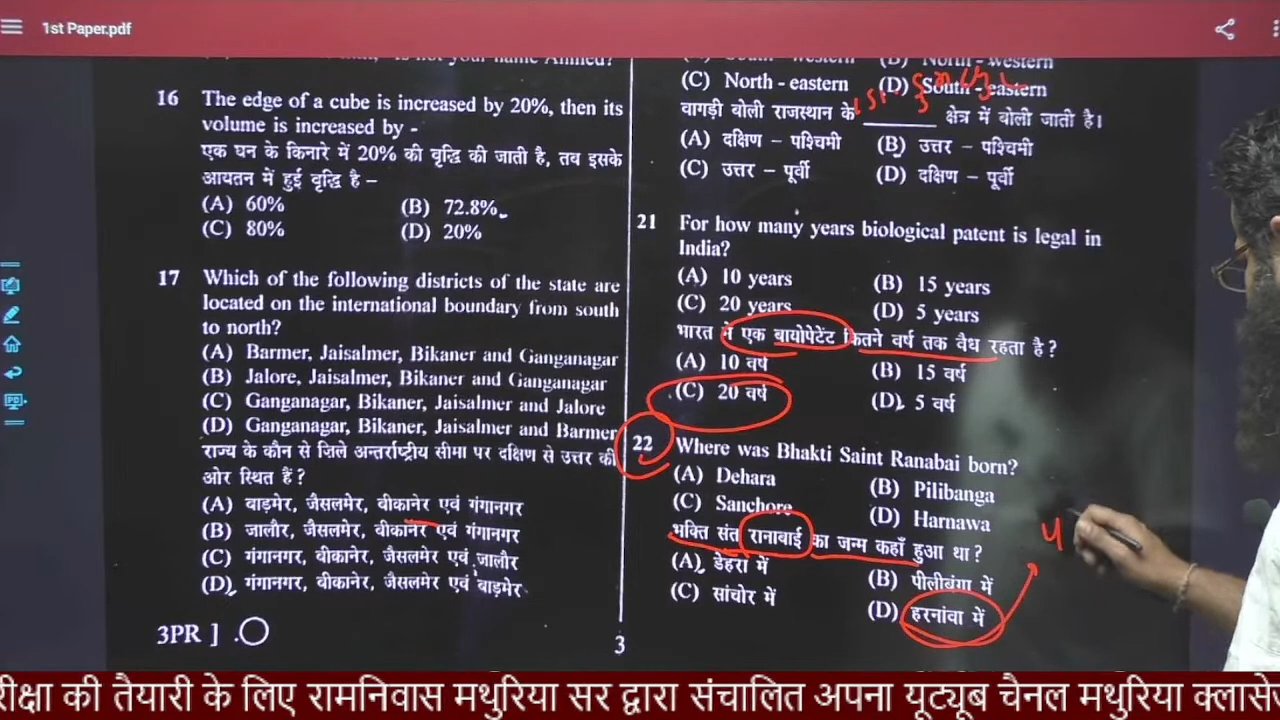 1st Paper.pdf
16 The edge of a cube is increased by 20%, then its
volume is increased by -
एक घन के किनारे में 20% की वृद्धि की जाती है, तब इसके
आयतन में हुई वृद्धि है –
(A) 60% (B) 72.8%
(C) 80% (D) 20%
17 Which of the following districts of the state are
located on the international boundary from south
to north?
(A) Barmer, Jaisalmer, Bikaner and Ganganagar
(B) Jalore, Jaisalmer, Bikaner and Ganganagar
(C) Ganganagar, Bikaner, Jaisalmer and Jalore
(D) Ganganagar, Bikaner, Jaisalmer and Barmer
राज्य के कौन से जिले अन्तर्राष्ट्रीय सीमा पर दक्षिण से उत्तर की
ओर स्थित हैं?
(A) बाड़मेर, जैसलमेर, बीकानेर एवं गंगानगर
(B) जालौर, जैसलमेर, बीकानेर एवं गंगानगर
(C) गंगानगर, बीकानेर, जैसलमेर एवं जालौर
(D) गंगानगर, बीकानेर, जैसलमेर एवं बाड़मेर
3PR ]
3
(C) North - eastern (D) South - eastern
वागड़ी बोली राजस्थान के ________ क्षेत्र में बोली जाती है।
(A) दक्षिण – पश्चिमी (B) उत्तर – पश्चिमी
(C) उत्तर – पूर्वी (D) दक्षिण – पूर्वी
21 For how many years biological patent is legal in
India?
(A) 10 years (B) 15 years
(C) 20 years (D) 5 years
भारत में एक बायोपेटेंट कितने वर्ष तक वैध रहता है?
(A) 10 वर्ष (B) 15 वर्ष
(C) 20 वर्ष (D) 5 वर्ष
22 Where was Bhakti Saint Ranabai born?
(A) Dehara (B) Pilibanga
(C) Sanchore (D) Harnawa
भक्ति संत रानाबाई का जन्म कहाँ हुआ था?
(A) डेहरा में (B) पीलीबंगा में
(C) सांचोर में (D) हरनांवा में
की तैयारी के लिए रामनिवास मथुरिया सर द्वारा संचालित अपना यूट्यूब चैनल मथुरिया